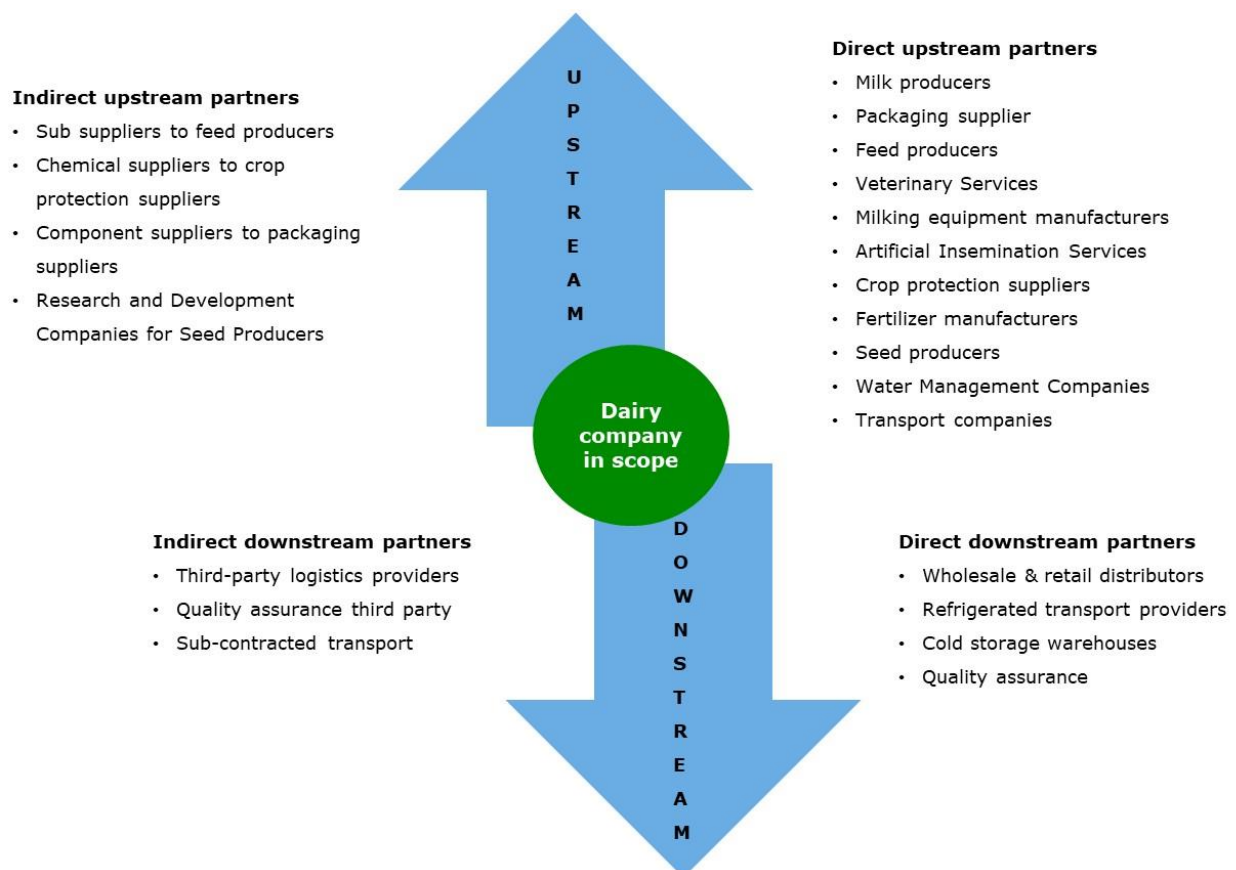 Indirect upstream partners
• Sub suppliers to feed producers
• Chemical suppliers to crop
protection suppliers
• Component suppliers to packaging
suppliers
• Research and Development
Companies for Seed Producers
UPSTREAM
Direct upstream partners
• Milk producers
• Packaging supplier
• Feed producers
• Veterinary Services
• Milking equipment manufacturers
• Artificial Insemination Services
• Crop protection suppliers
• Fertilizer manufacturers
• Seed producers
• Water Management Companies
• Transport companies
Dairy
company
in scope
Indirect downstream partners
• Third-party logistics providers
• Quality assurance third party
• Sub-contracted transport
DOWNSTREAM
Direct downstream partners
• Wholesale & retail distributors
• Refrigerated transport providers
• Cold storage warehouses
• Quality assurance